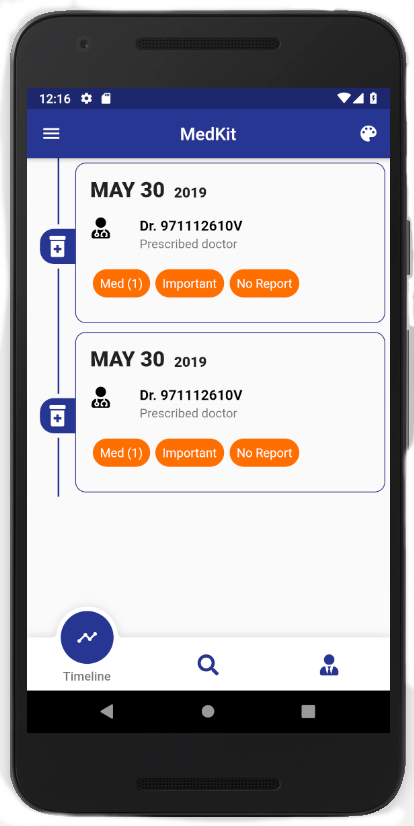 12:16
MedKit
MAY 30 2019
Dr. 971112610V
Prescribed doctor
Med (1) Important No Report
MAY 30 2019
Dr. 971112610V
Prescribed doctor
Med (1) Important No Report
Timeline